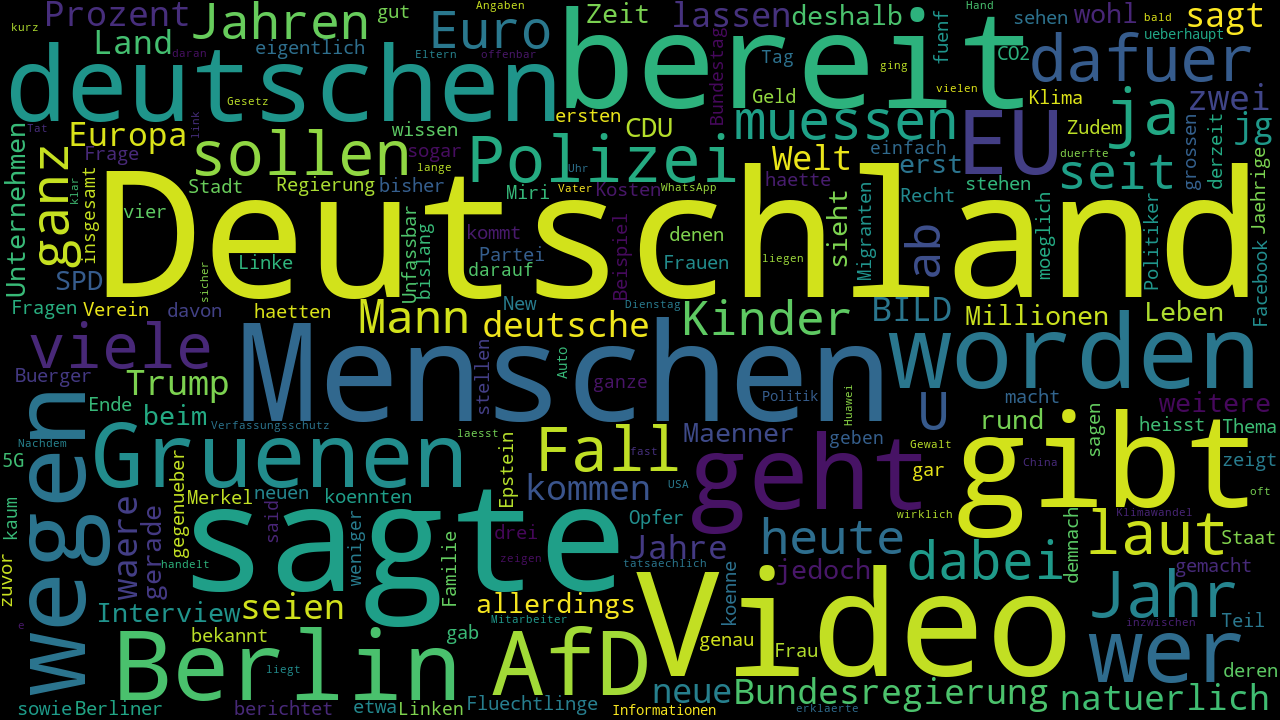 kurz
Prozent
Jahren
gut
Angaben
Zeit
lassen
deshalb
Hand
sehen
wohl
bald
sagt
Land
eigentlich
Euro
bereit
ueberhaupt
daran
Eltern
offenbar
Tag
Bundestag
fuenf
CO2
dafuer
deutschen
ging
Gesetz
Geld
vielen
Klima
zwei
Tat
link
ersten
CDU
muessen
EU
Zudem
ja
jg
Europa
sollen
wissen
Polizei
Welt
einfach
erst
duerfte
seit
grossen
derzeit
Jaehrige
Unternehmen
ganz
Frage
sogar
lange
Uhr
haette
stehen
klar
insgesamt
Stadt
Regierung
bisher
Miri
Vater
Kosten
WhatsApp
Recht
vier
Deutschland
Unfassbar
bislang
kommt
denen
sieht
Migranten
ab
moeglich
Politiker
Facebook
SPD
Linke
sicher
Partei
darauf
Frauen
Beispiel
liegen
Fragen
Verein
davon
haetten
Mann
New
deutsche
Dienstag
Kinder
BILD
Millionen
Leben
viele
Menschen
worden
Buerger
Trump
stellen
Auto
ganze
Politik
Huawei
macht
weitere
Ende
beim
Verfassungsschutz
U
rund
sagen
heisst
Thema
wegen
Nachdem
Gruenen
laesst
Fall
fast
Maenner
geben
Gewalt
gar
gibt
5G
gegenueber
Epstein
kommen
USA
geht
China
zeigt
kaum
Merkel
neuen
koennten
oft
waere
gerade
sagte
said
weniger
drei
Opfer
wirklich
demnach
Klimawandel
laut
Staat
zuvor
handelt
Familie
zeigen
Jahre
tatsaechlich
heute
jedoch
dabei
gemacht
e
Interview
seien
allerdings
Mitarbeiter
Video
koenne
Jahr
inzwischen
Teil
bekannt
Berlin
gab
AfD
genau
Frau
wer
liegt
deren
sowie
Berliner
berichtet
etwa
Linken
Fluechtlinge
Informationen
neue
Bundesregierung
erklaerte
natuerlich